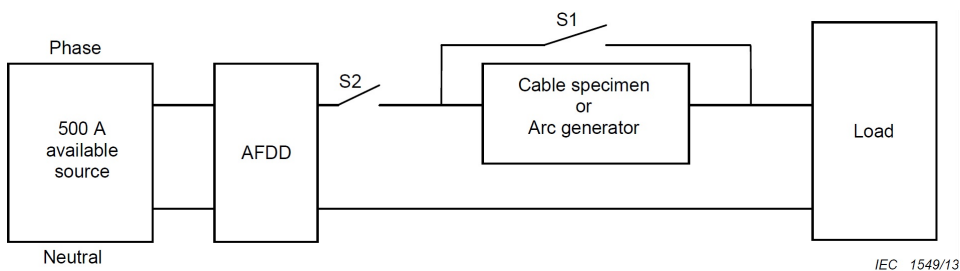 Phase
500 A
available
source
Neutral
AFDD
S2
S1
Cable specimen
or
Arc generator
Load
IEC 1549/13